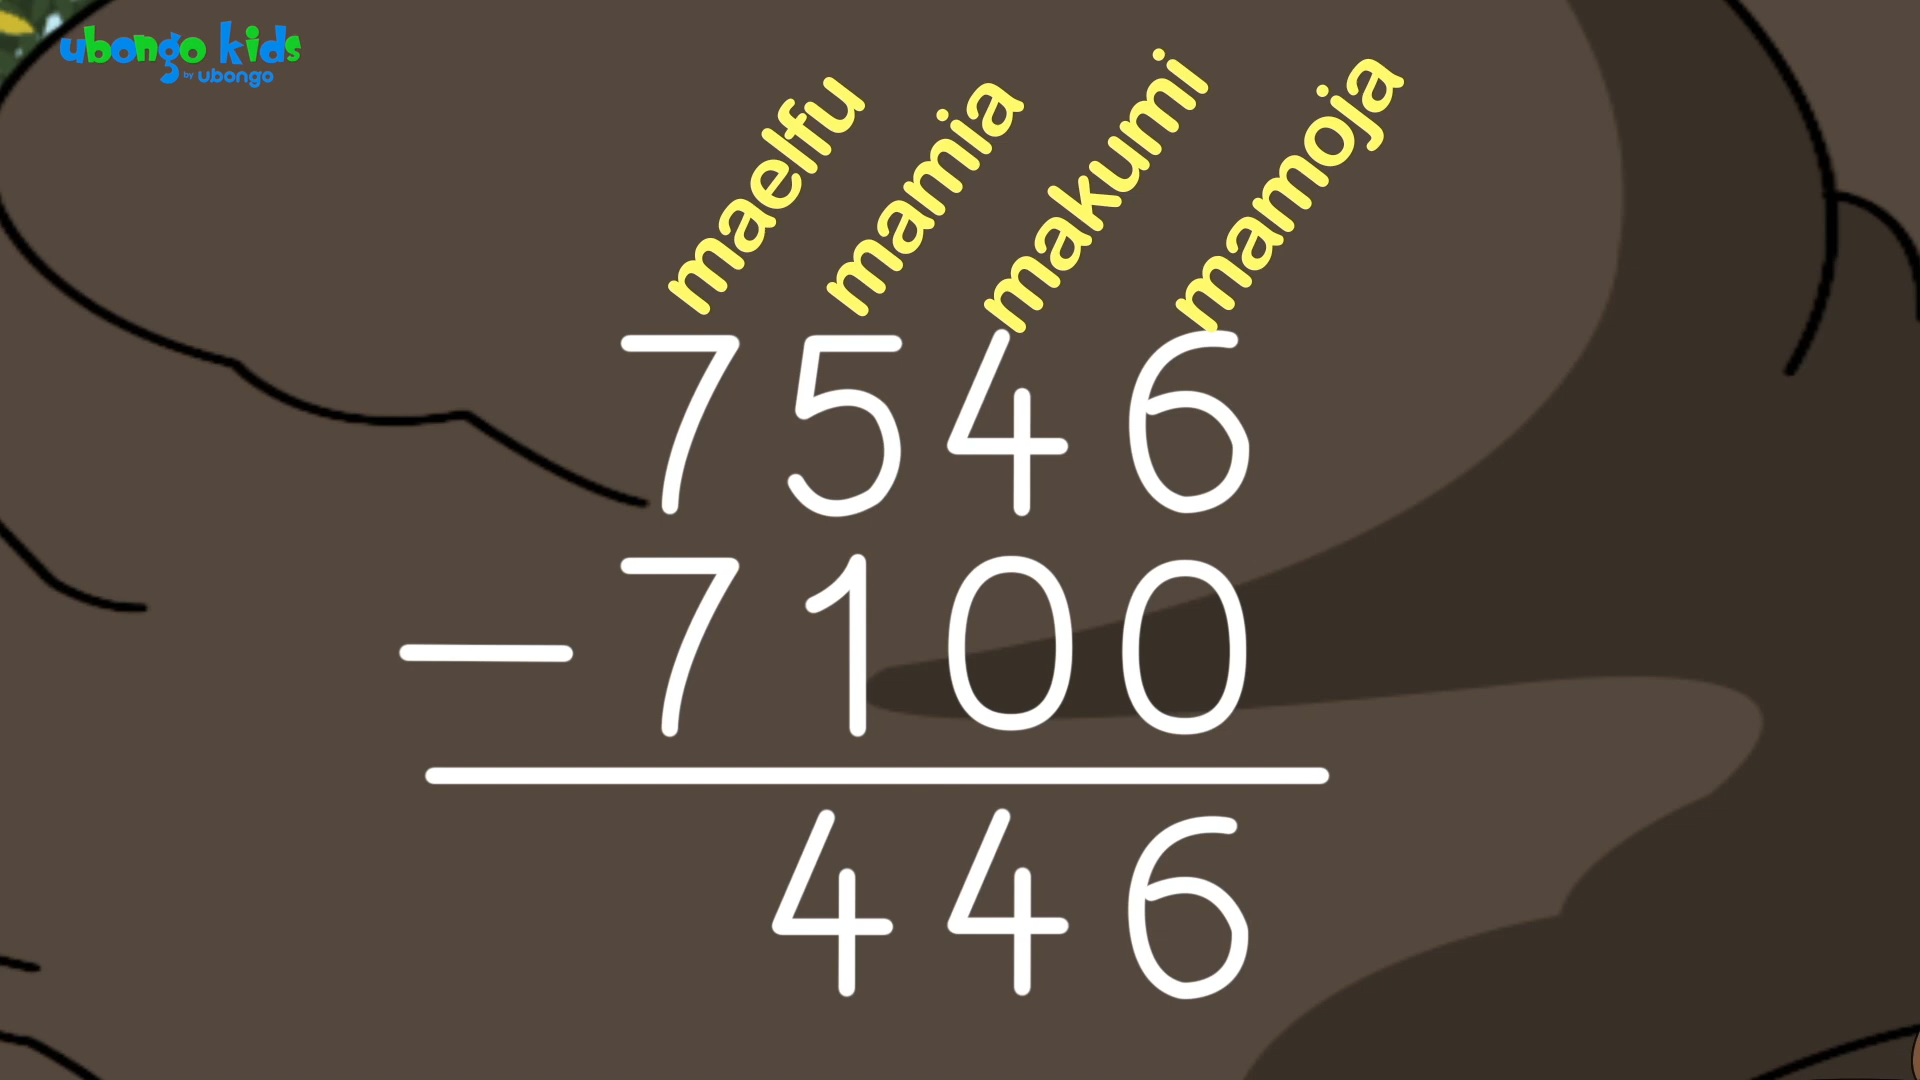 ubongo kids
by ubongo
maelfu mamia makumi mamoja
7546
– 7100
446